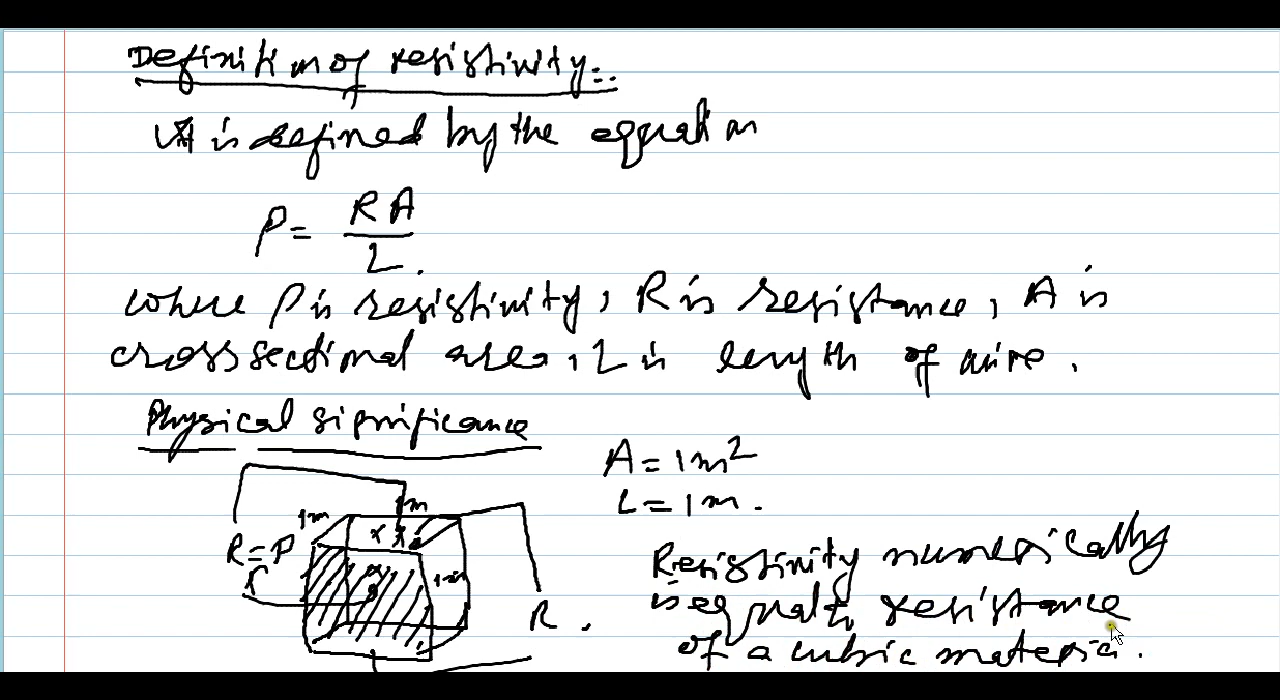 Definition of resistivity:-
It is defined by the equation
ρ = RA
L.
where ρ is resistivity, R is resistance, A is
cross sectional area, L is length of wire.
Physical significance
A = 1m²
L = 1m.
1m
1m
R = ρ
1m
R.
Resistivity numerically
is equal to resistance
of a cubic material.